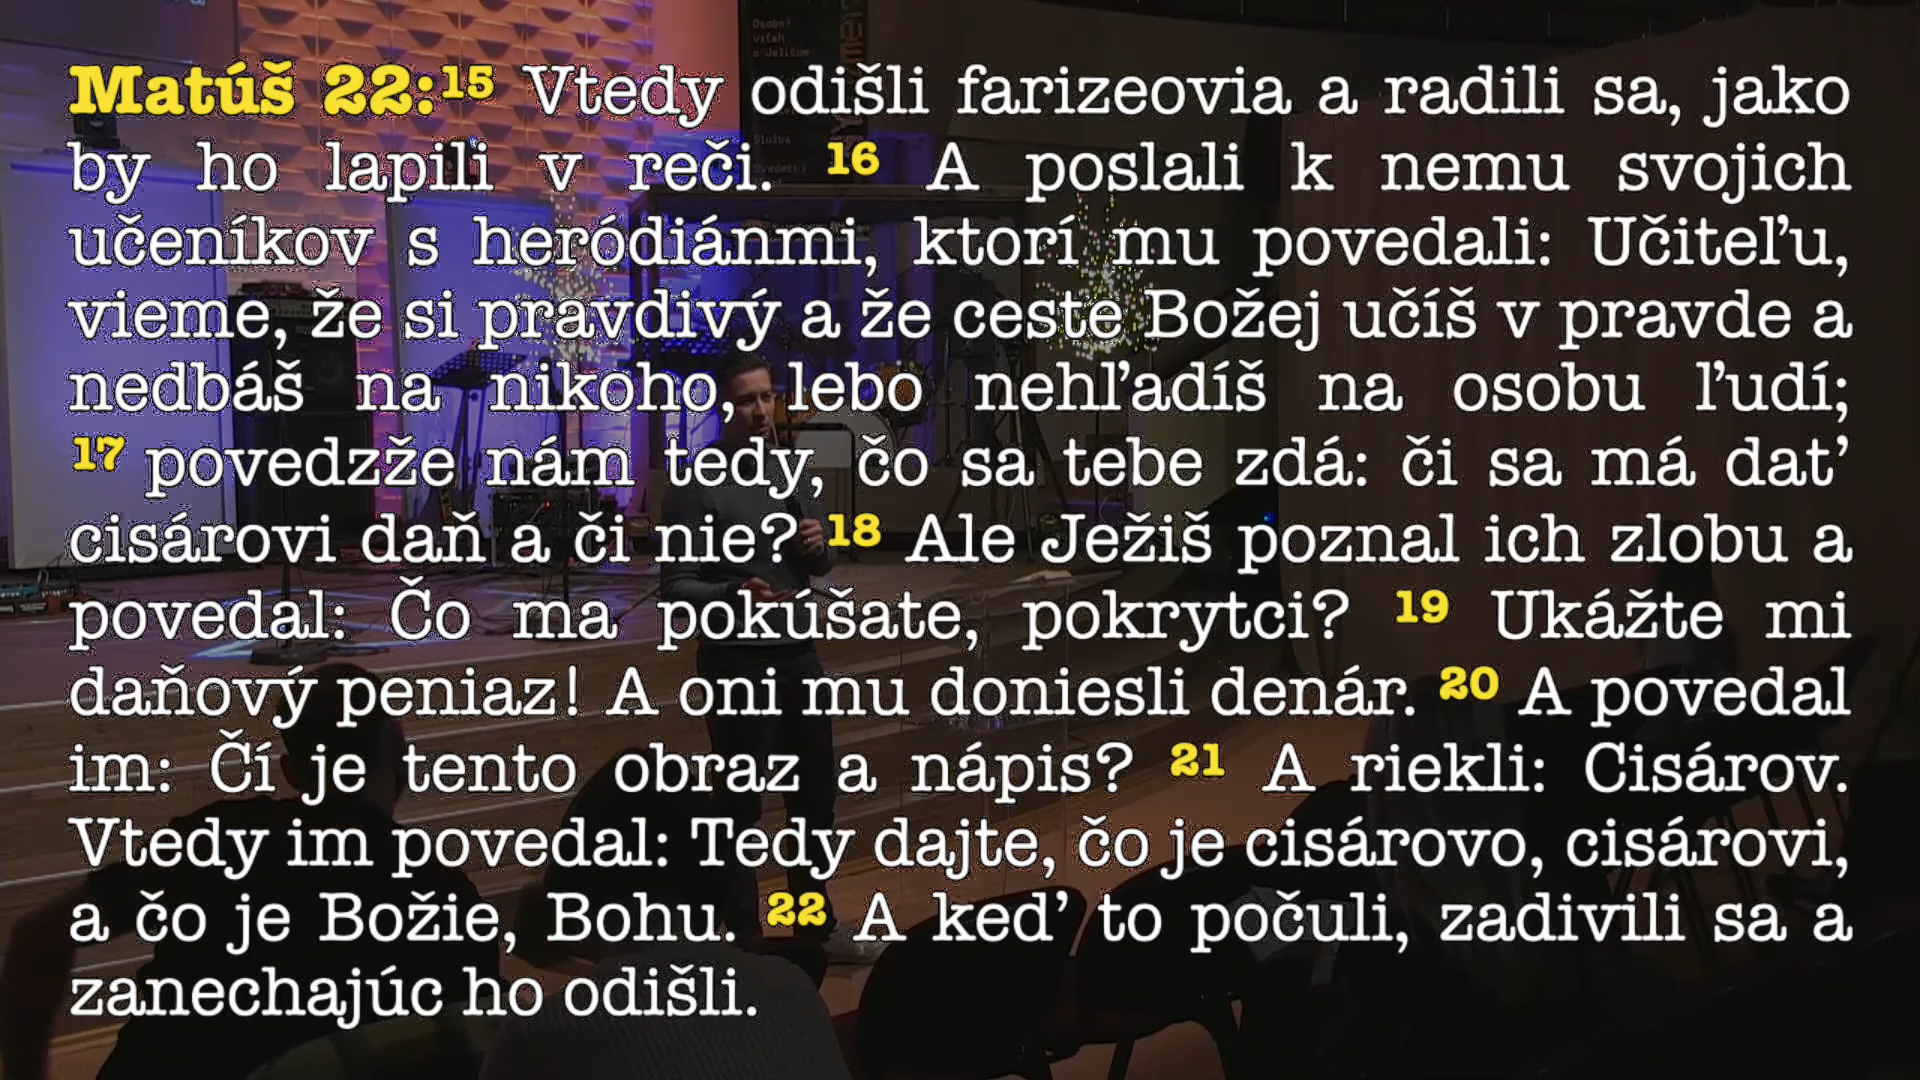 Osobný
vzťah
s Ježišom
Služba
Matúš 22:15 Vtedy odišli farizeovia a radili sa, jako
by ho lapili v reči. 16 A poslali k nemu svojich
učeníkov s heródiánmi, ktorí mu povedali: Učiteľu,
vieme, že si pravdivý a že ceste Božej učíš v pravde a
nedbáš na nikoho, lebo nehľadíš na osobu ľudí;
17 povedzže nám tedy, čo sa tebe zdá: či sa má dať
cisárovi daň a či nie? 18 Ale Ježiš poznal ich zlobu a
povedal: Čo ma pokúšate, pokrytci? 19 Ukážte mi
daňový peniaz! A oni mu doniesli denár. 20 A povedal
im: Čí je tento obraz a nápis? 21 A riekli: Cisárov.
Vtedy im povedal: Tedy dajte, čo je cisárovo, cisárovi,
a čo je Božie, Bohu. 22 A keď to počuli, zadivili sa a
zanechajúc ho odišli.